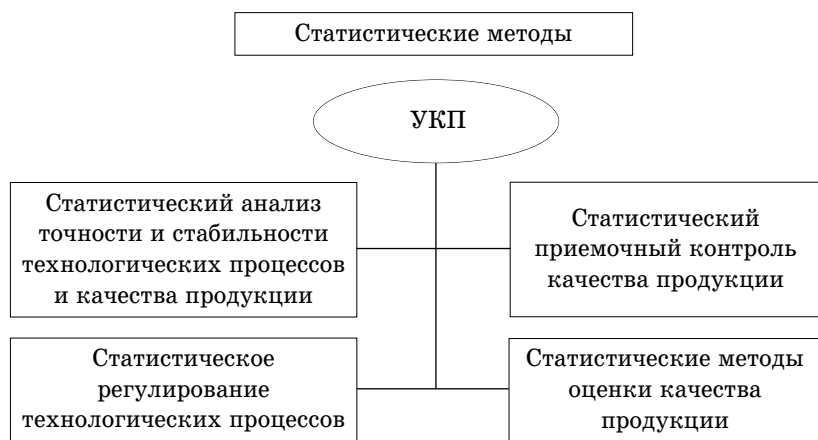 Статистические методы
УКП
Статистический анализ
точности и стабильности
технологических процессов
и качества продукции
Статистический
приемочный контроль
качества продукции
Статистическое
регулирование
технологических процессов
Статистические методы
оценки качества
продукции